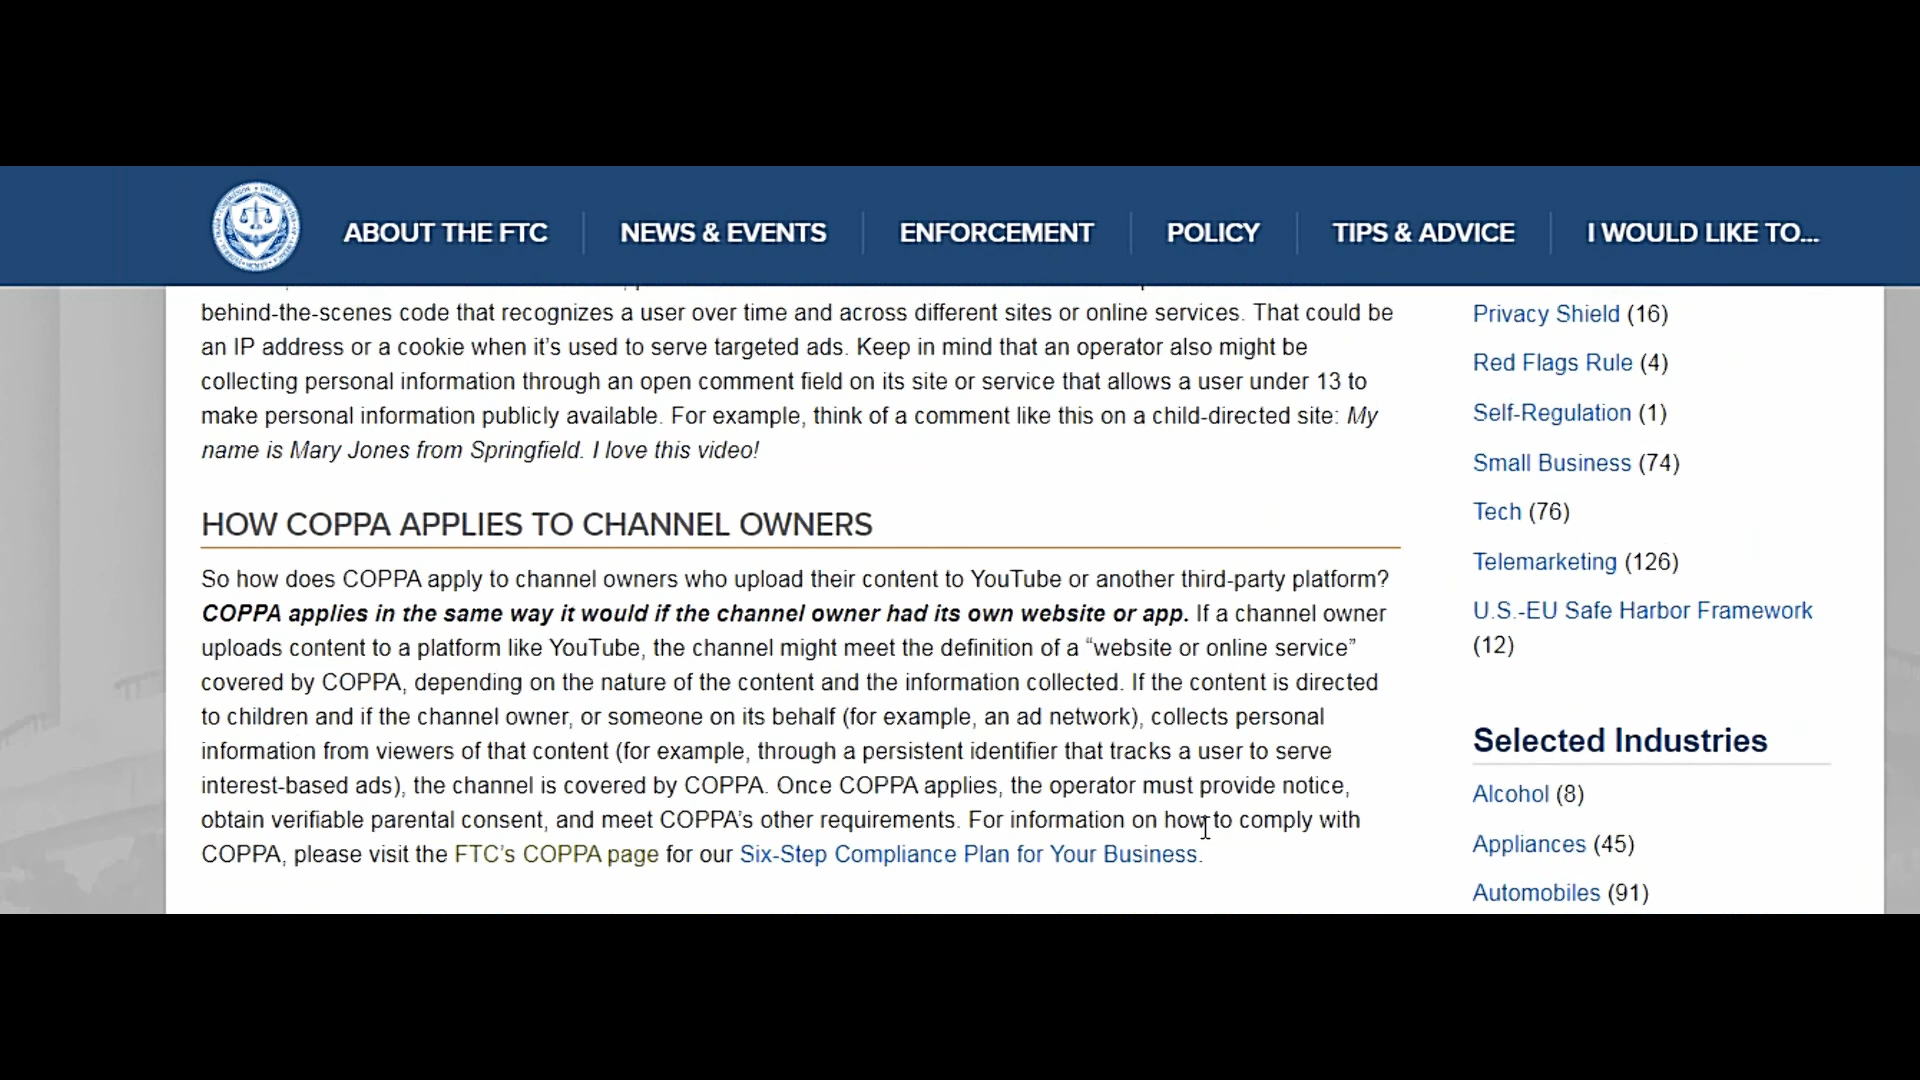 ABOUT THE FTC
NEWS & EVENTS
ENFORCEMENT
POLICY
TIPS & ADVICE
I WOULD LIKE TO...
behind-the-scenes code that recognizes a user over time and across different sites or online services. That could be
an IP address or a cookie when it’s used to serve targeted ads. Keep in mind that an operator also might be
collecting personal information through an open comment field on its site or service that allows a user under 13 to
make personal information publicly available. For example, think of a comment like this on a child-directed site: My
name is Mary Jones from Springfield. I love this video!
HOW COPPA APPLIES TO CHANNEL OWNERS
So how does COPPA apply to channel owners who upload their content to YouTube or another third-party platform?
COPPA applies in the same way it would if the channel owner had its own website or app. If a channel owner
uploads content to a platform like YouTube, the channel might meet the definition of a “website or online service”
covered by COPPA, depending on the nature of the content and the information collected. If the content is directed
to children and if the channel owner, or someone on its behalf (for example, an ad network), collects personal
information from viewers of that content (for example, through a persistent identifier that tracks a user to serve
interest-based ads), the channel is covered by COPPA. Once COPPA applies, the operator must provide notice,
obtain verifiable parental consent, and meet COPPA’s other requirements. For information on how to comply with
COPPA, please visit the FTC’s COPPA page for our Six-Step Compliance Plan for Your Business.
Privacy Shield (16)
Red Flags Rule (4)
Self-Regulation (1)
Small Business (74)
Tech (76)
Telemarketing (126)
U.S.-EU Safe Harbor Framework
(12)
Selected Industries
Alcohol (8)
Appliances (45)
Automobiles (91)